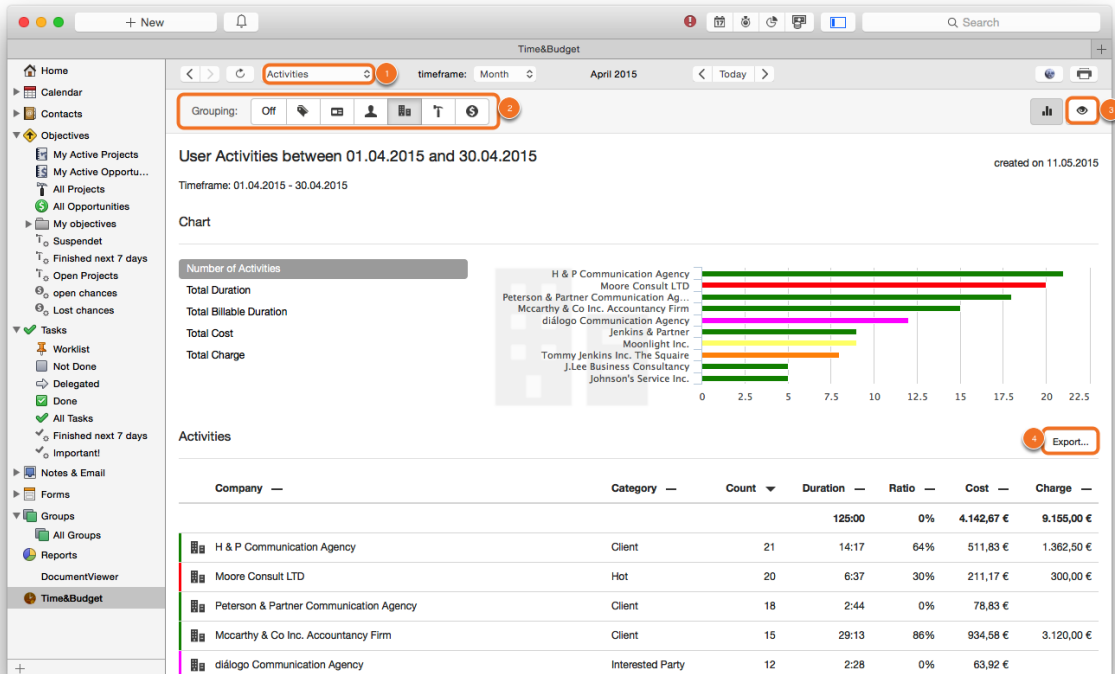 + New
Search
Time&Budget
+
Home
Calendar
Contacts
Objectives
My Active Projects
My Active Opportu...
All Projects
All Opportunities
My objectives
Suspendet
Finished next 7 days
Open Projects
open chances
Lost chances
Tasks
Worklist
Not Done
Delegated
Done
All Tasks
Finished next 7 days
Important!
Notes & Email
Forms
Groups
All Groups
Reports
DocumentViewer
Time&Budget
+
Activities 1 timeframe: Month April 2015 Today
Grouping: Off 2 3
User Activities between 01.04.2015 and 30.04.2015
created on 11.05.2015
Timeframe: 01.04.2015 - 30.04.2015
Chart
Number of Activities
Total Duration
Total Billable Duration
Total Cost
Total Charge
H & P Communication Agency
Moore Consult LTD
Peterson & Partner Communication Ag...
Mccarthy & Co Inc. Accountancy Firm
diálogo Communication Agency
Jenkins & Partner
Moonlight Inc.
Tommy Jenkins Inc. The Squaire
J.Lee Business Consultancy
Johnson's Service Inc.
0 2.5 5 7.5 10 12.5 15 17.5 20 22.5
Activities
4 Export...
Company — Category — Count Duration — Ratio — Cost — Charge —
125:00 0% 4.142,67 € 9.155,00 €
H & P Communication Agency Client 21 14:17 64% 511,83 € 1.362,50 €
Moore Consult LTD Hot 20 6:37 30% 211,17 € 300,00 €
Peterson & Partner Communication Agency Client 18 2:44 0% 78,83 €
Mccarthy & Co Inc. Accountancy Firm Client 15 29:13 86% 934,58 € 3.120,00 €
diálogo Communication Agency Interested Party 12 2:28 0% 63,92 €